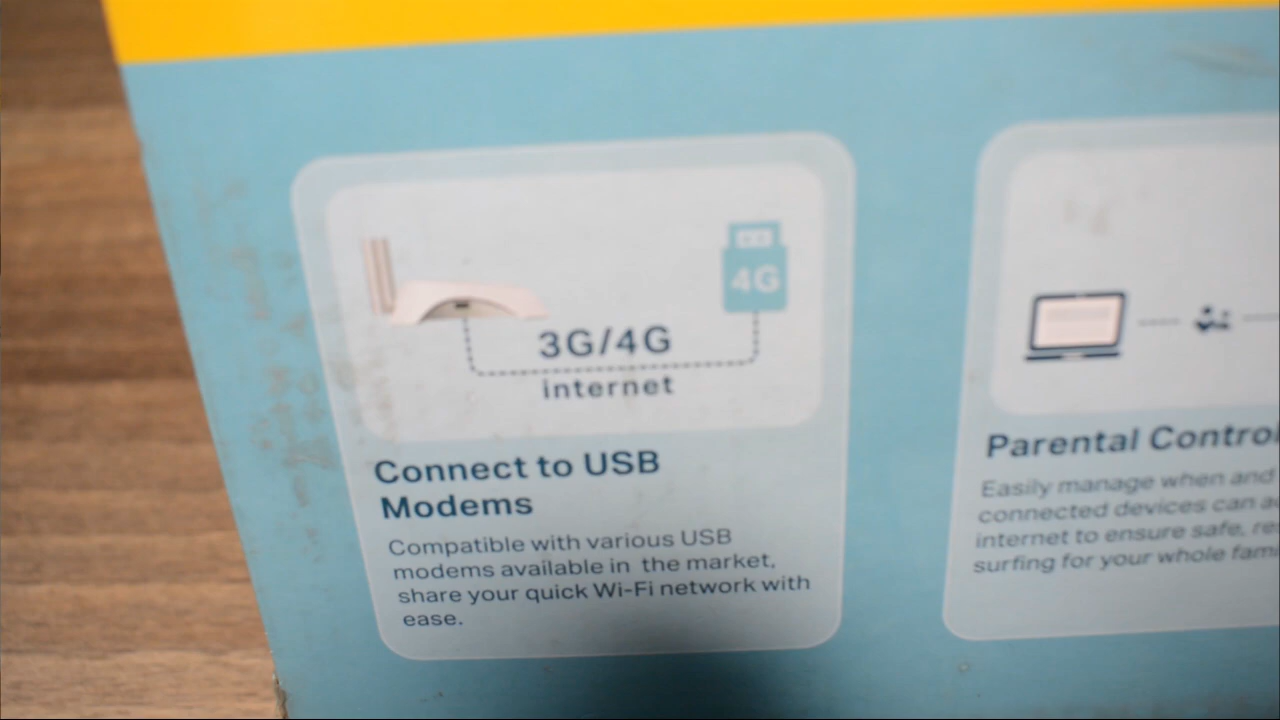 4G
3G/4G
internet
Connect to USB
Modems
Compatible with various USB
modems available in the market,
share your quick Wi-Fi network with
ease.
Parental Contro
Easily manage when and
connected devices can a
internet to ensure safe, re
surfing for your whole fam